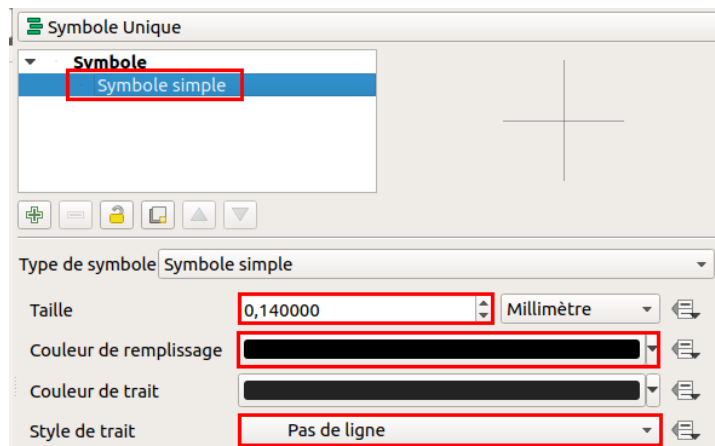 Symbole Unique
Symbole
Symbole simple
Type de symbole Symbole simple
Taille 0,140000 Millimètre
Couleur de remplissage
Couleur de trait
Style de trait Pas de ligne